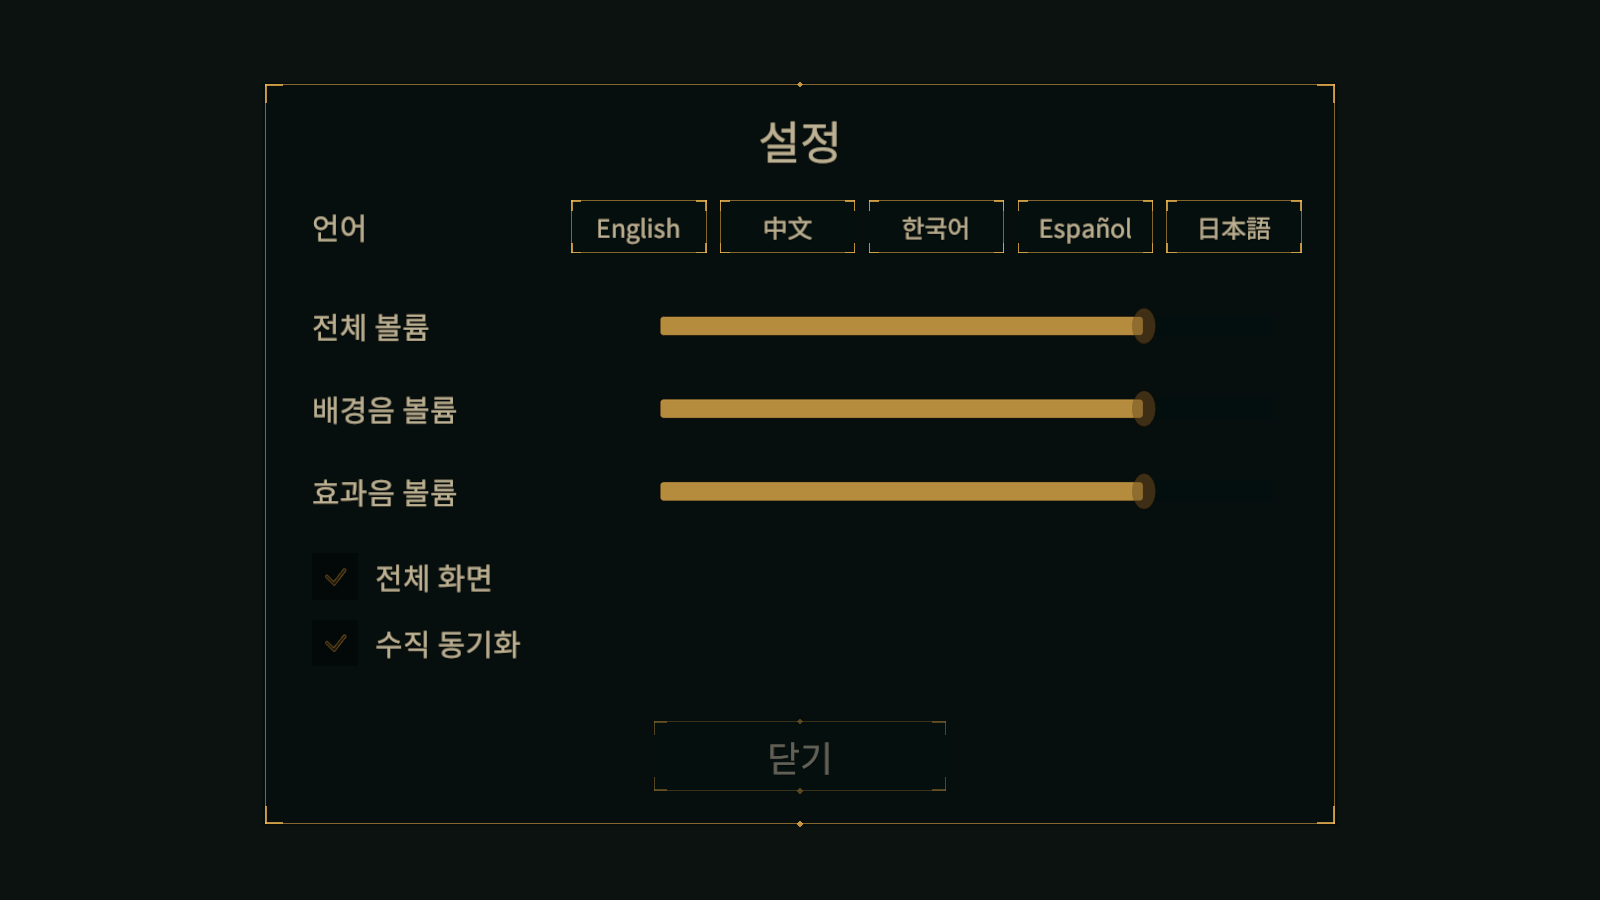 설정
언어 English 中文 한국어 Español 日本語
전체 볼륨
배경음 볼륨
효과음 볼륨
전체 화면
수직 동기화
닫기